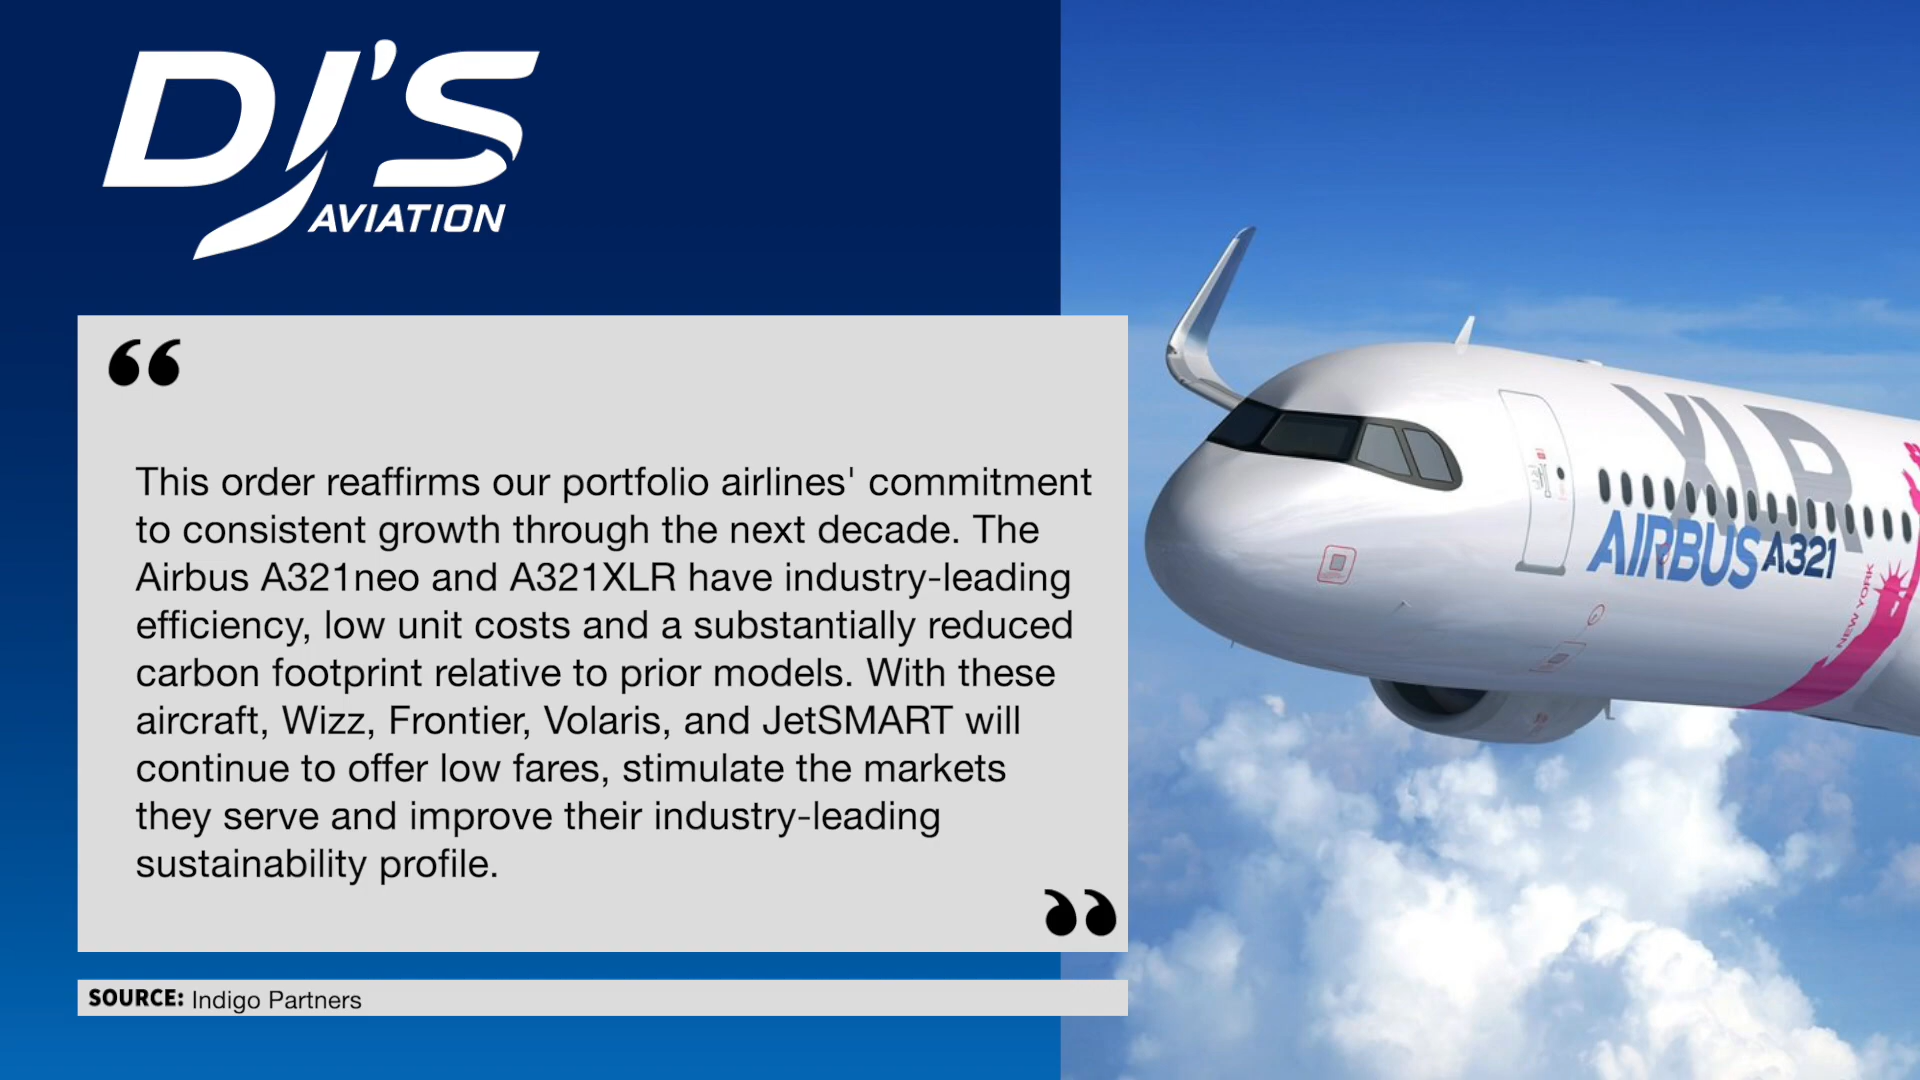 DJ'S
AVIATION
“
This order reaffirms our portfolio airlines' commitment
to consistent growth through the next decade. The
Airbus A321neo and A321XLR have industry-leading
efficiency, low unit costs and a substantially reduced
carbon footprint relative to prior models. With these
aircraft, Wizz, Frontier, Volaris, and JetSMART will
continue to offer low fares, stimulate the markets
they serve and improve their industry-leading
sustainability profile.
”
SOURCE: Indigo Partners
XLR
AIRBUS A321
NEW YORK